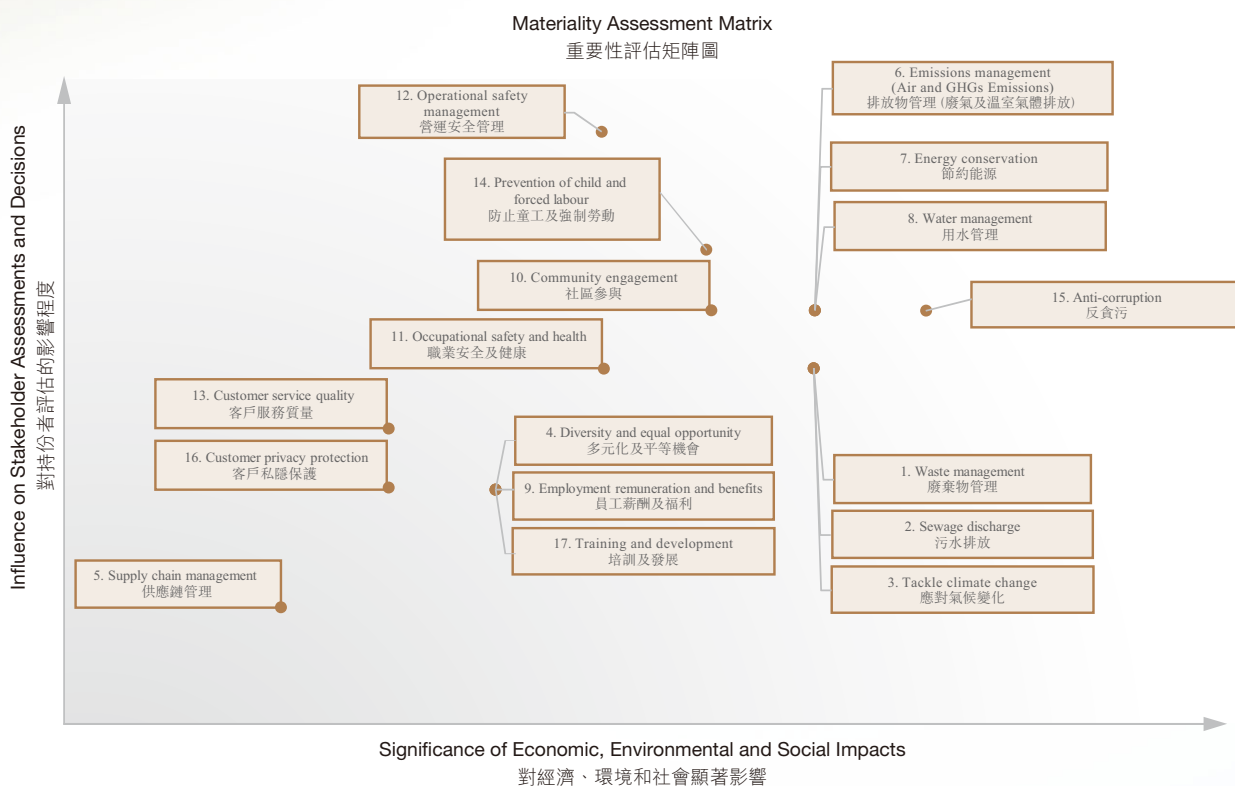 Materiality Assessment Matrix
重要性評估矩陣圖
Influence on Stakeholder Assessments and Decisions
對持份者評估的影響程度
12. Operational safety
management
營運安全管理
6. Emissions management
(Air and GHGs Emissions)
排放物管理 (廢氣及溫室氣體排放)
14. Prevention of child and
forced labour
防止童工及強制勞動
7. Energy conservation
節約能源
8. Water management
用水管理
10. Community engagement
社區參與
15. Anti-corruption
反貪污
11. Occupational safety and health
職業安全及健康
13. Customer service quality
客戶服務質量
16. Customer privacy protection
客戶私隱保護
4. Diversity and equal opportunity
多元化及平等機會
9. Employment remuneration and benefits
員工薪酬及福利
17. Training and development
培訓及發展
1. Waste management
廢棄物管理
2. Sewage discharge
污水排放
3. Tackle climate change
應對氣候變化
5. Supply chain management
供應鏈管理
Significance of Economic, Environmental and Social Impacts
對經濟、環境和社會顯著影響